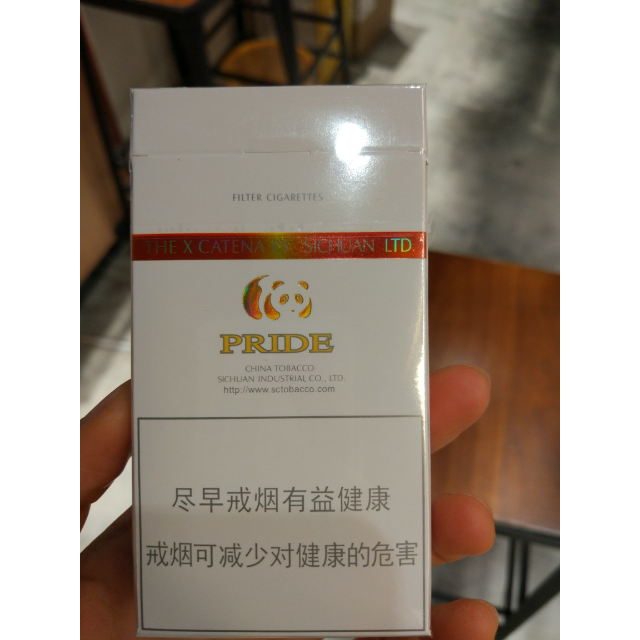 FILTER CIGARETTES
THE X CATENA BY SICHUAN LTD.
PRIDE
CHINA TOBACCO
SICHUAN INDUSTRIAL CO., LTD.
http://www.sctobacco.com
尽早戒烟有益健康
戒烟可减少对健康的危害